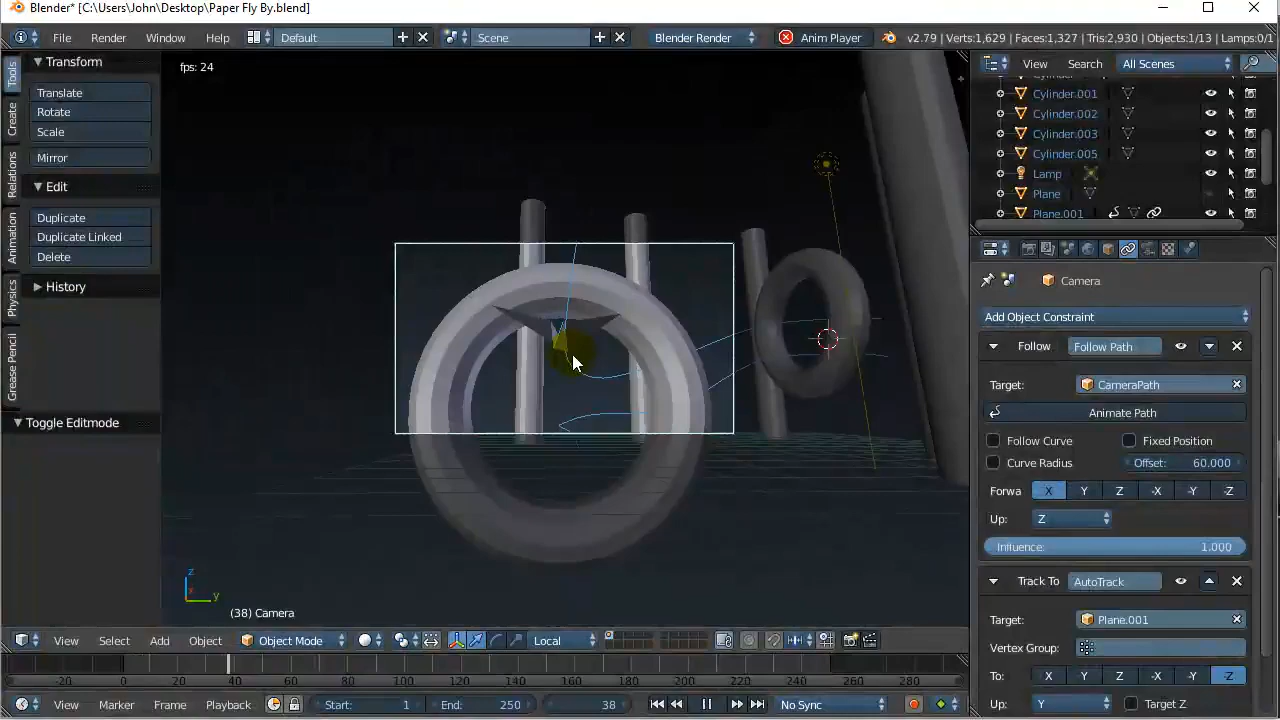 Blender* [C:\Users\John\Desktop\Paper Fly By.blend]
File Render Window Help Default Scene Blender Render Anim Player v2.79 | Verts:1,629 | Faces:1,327 | Tris:2,930 | Objects:1/13 | Lamps:0/1
fps: 24
Tools
Create
Relations
Animation
Physics
Grease Pencil
Transform
Translate
Rotate
Scale
Mirror
Edit
Duplicate
Duplicate Linked
Delete
History
Toggle Editmode
View Search All Scenes
Cylinder.001
Cylinder.002
Cylinder.003
Cylinder.005
Lamp
Plane
Plane.001
Camera
Add Object Constraint
Follow Follow Path
Target: CameraPath
Animate Path
Follow Curve Fixed Position
Curve Radius Offset: 60.000
Forwa X Y Z -X -Y -Z
Up: Z
Influence: 1.000
Track To AutoTrack
Target: Plane.001
Vertex Group:
To: X Y Z -X -Y -Z
Up: Y Target Z
z
y
(38) Camera
View Select Add Object Object Mode Local
-20 0 20 40 60 80 100 120 140 160 180 200 220 240 260 280
View Marker Frame Playback Start: 1 End: 250 38 No Sync